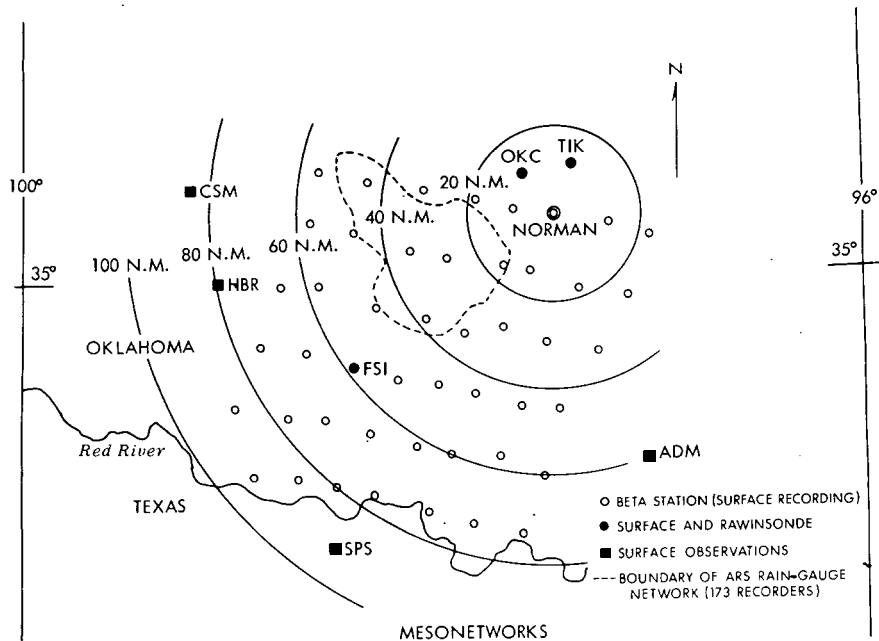 N
OKC
TIK
100°
CSM
20 N.M.
96°
40 N.M.
NORMAN
60 N.M.
80 N.M.
100 N.M.
35°
35°
HBR
OKLAHOMA
FSI
Red River
ADM
TEXAS
SPS
BETA STATION (SURFACE RECORDING)
SURFACE AND RAWINSONDE
SURFACE OBSERVATIONS
BOUNDARY OF ARS RAIN-GAUGE
NETWORK (173 RECORDERS)
MESONETWORKS